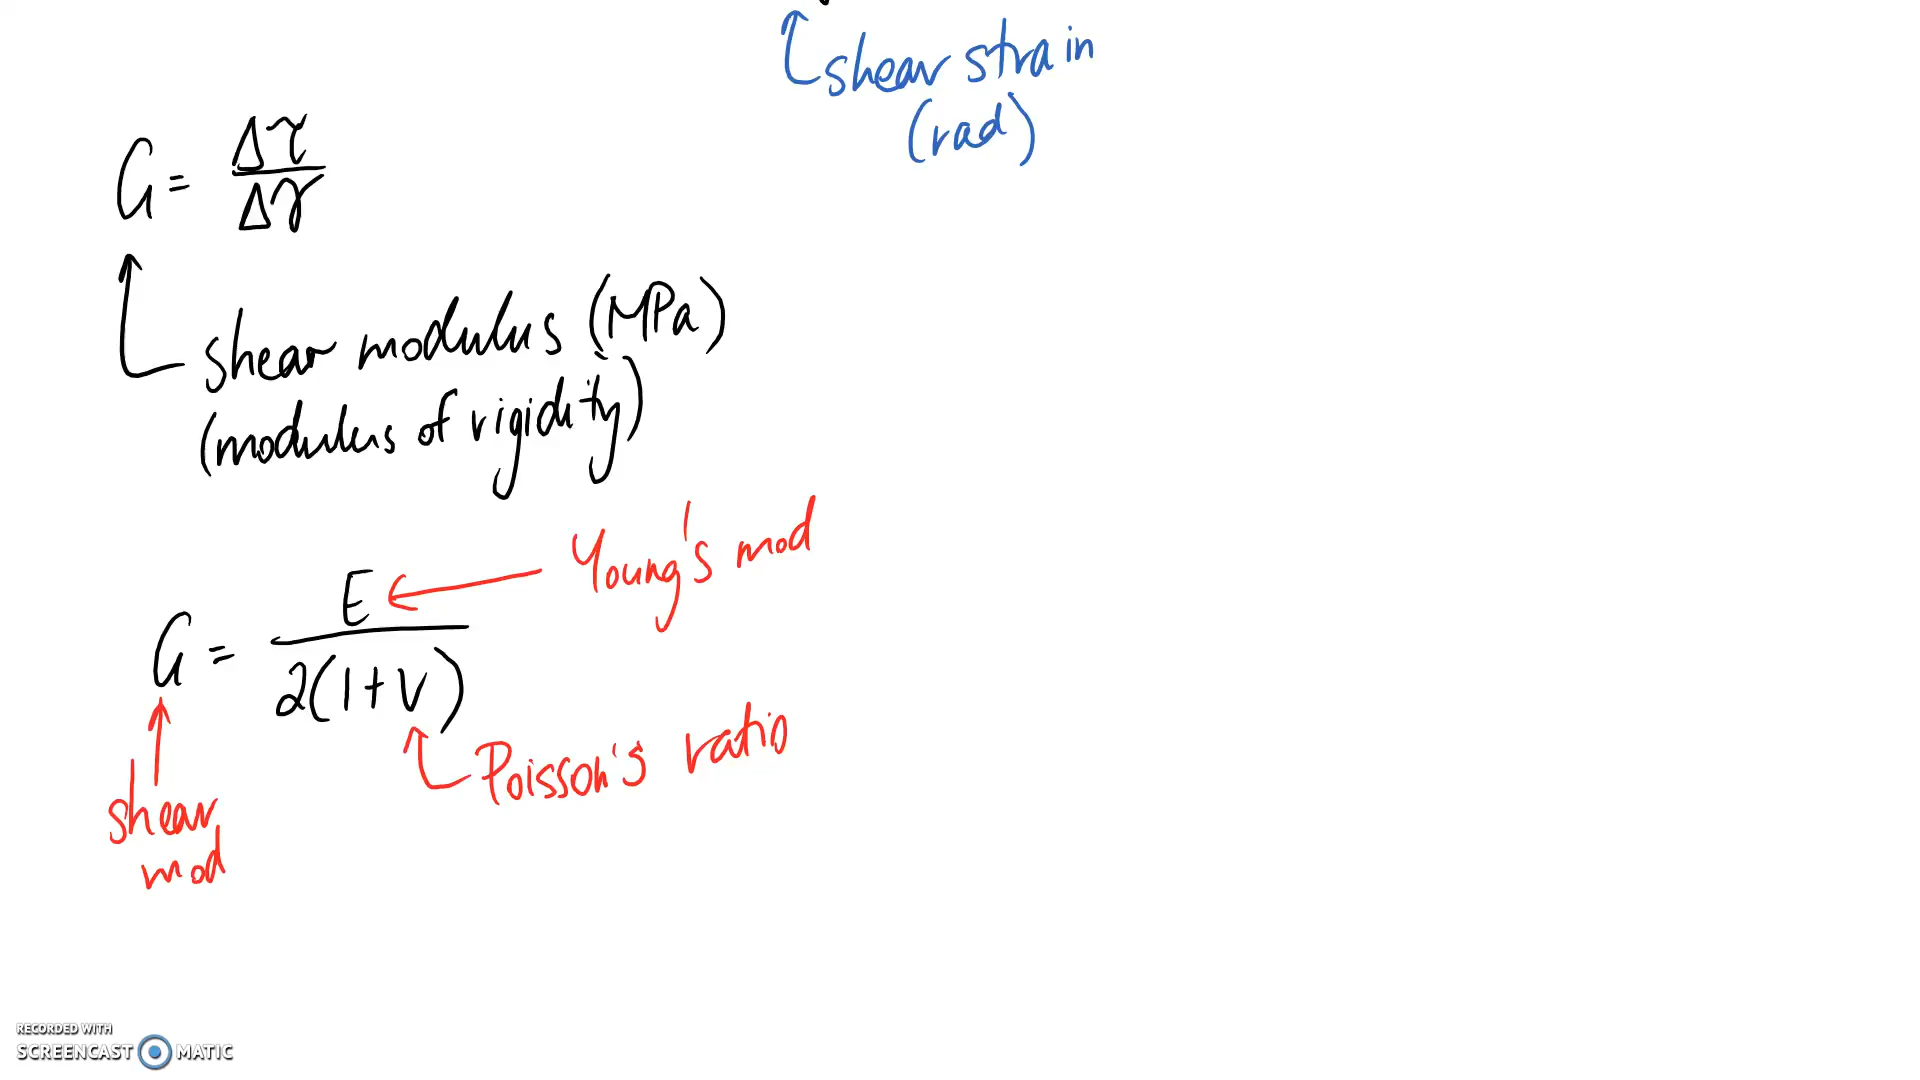 shear strain
(rad)
G = Δτ/Δγ
shear modulus (MPa)
(modulus of rigidity)
Young's mod
G = E/2(1+ν)
Poisson's ratio
shear
mod
RECORDED WITH
SCREENCAST MATIC